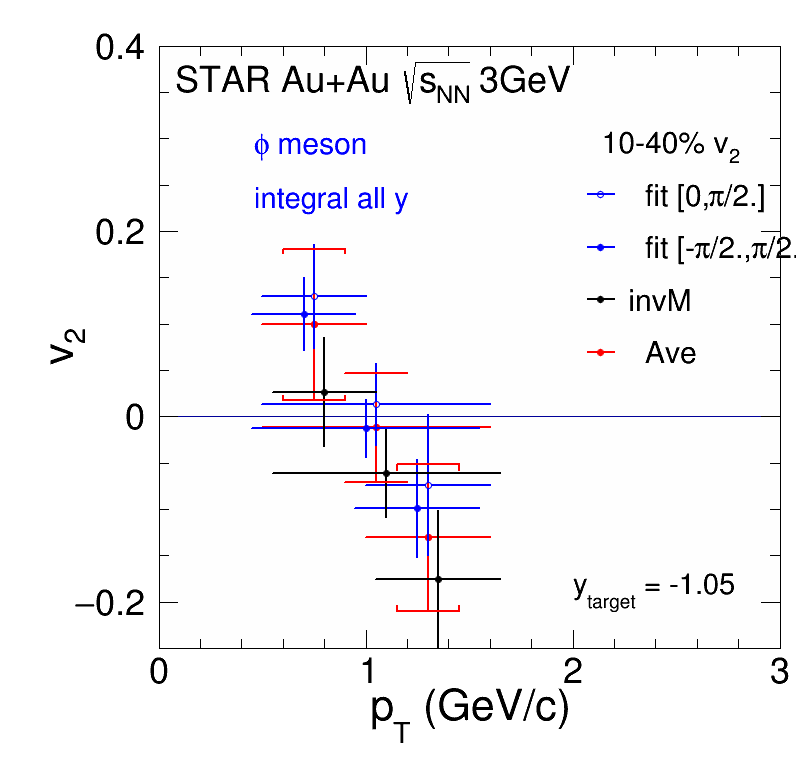 0.4
STAR Au+Au √sNN 3GeV
ϕ meson
10-40% v2
integral all y
fit [0,π/2.]
0.2
fit [-π/2.,π/2.
invM
v2
Ave
0
ytarget = -1.05
−0.2
0 1 2 3
pT (GeV/c)